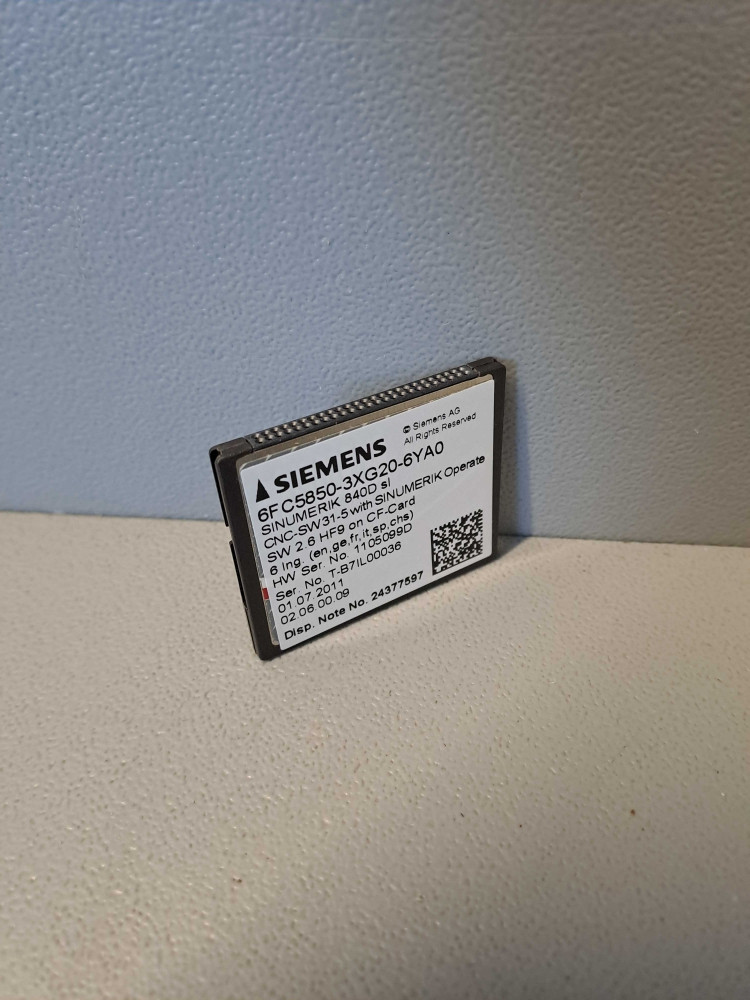 SIEMENS
© Siemens AG
All Rights Reserved
6FC5850-3XG20-6YA0
SINUMERIK 840D sl
CNC-SW31-5 with SINUMERIK Operate
SW 2.6 HF9 on CF-Card
6 lng. (en,ge,fr,it,sp,chs)
HW Ser. No. 1105099D
Ser. No. T-B7IL00036
01.07.2011
02.06.00.09
Disp. Note No. 24377597